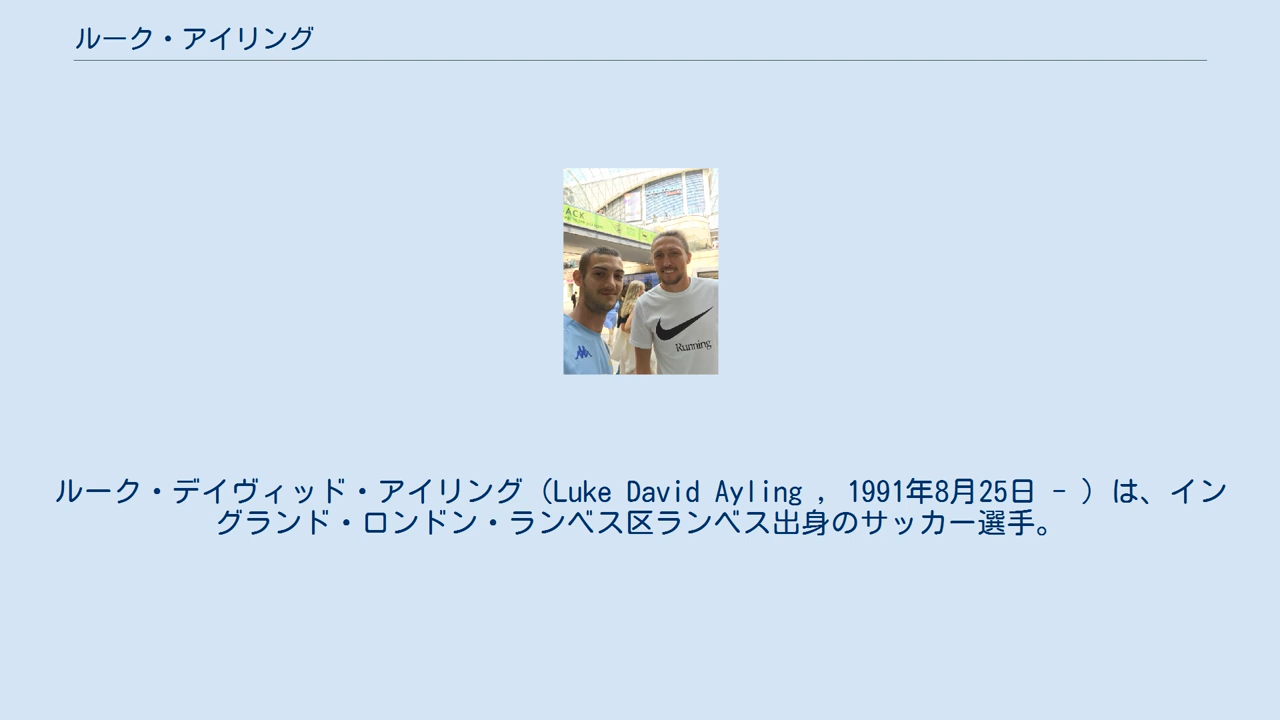 ルーク・アイリング
ACK
Running
ルーク・デイヴィッド・アイリング（Luke David Ayling , 1991年8月25日 - ）は、イン
グランド・ロンドン・ランベス区ランベス出身のサッカー選手。